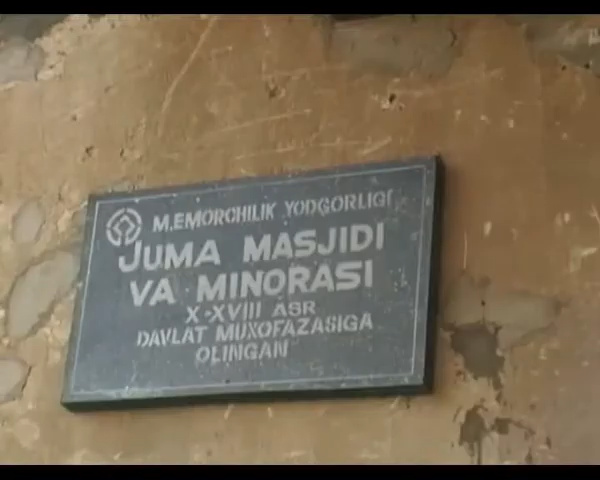 M.EMORCHILIK YODGORLIGI
JUMA MASJIDI
VA MINORASI
X-XVIII ASR
DAVLAT MUXOFAZASIGA
OLINGAN